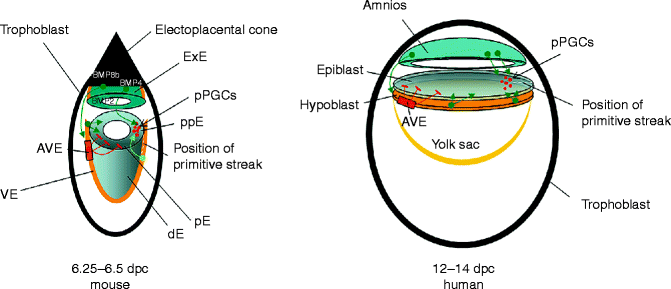 Trophoblast
Electoplacental cone
ExE
BMP8b
BMP4
BMP2?
pPGCs
ppE
AVE
Position of
primitive streak
VE
pE
dE
6.25–6.5 dpc
mouse
Amnios
pPGCs
Epiblast
Hypoblast
AVE
Position of
primitive streak
Yolk sac
Trophoblast
12–14 dpc
human